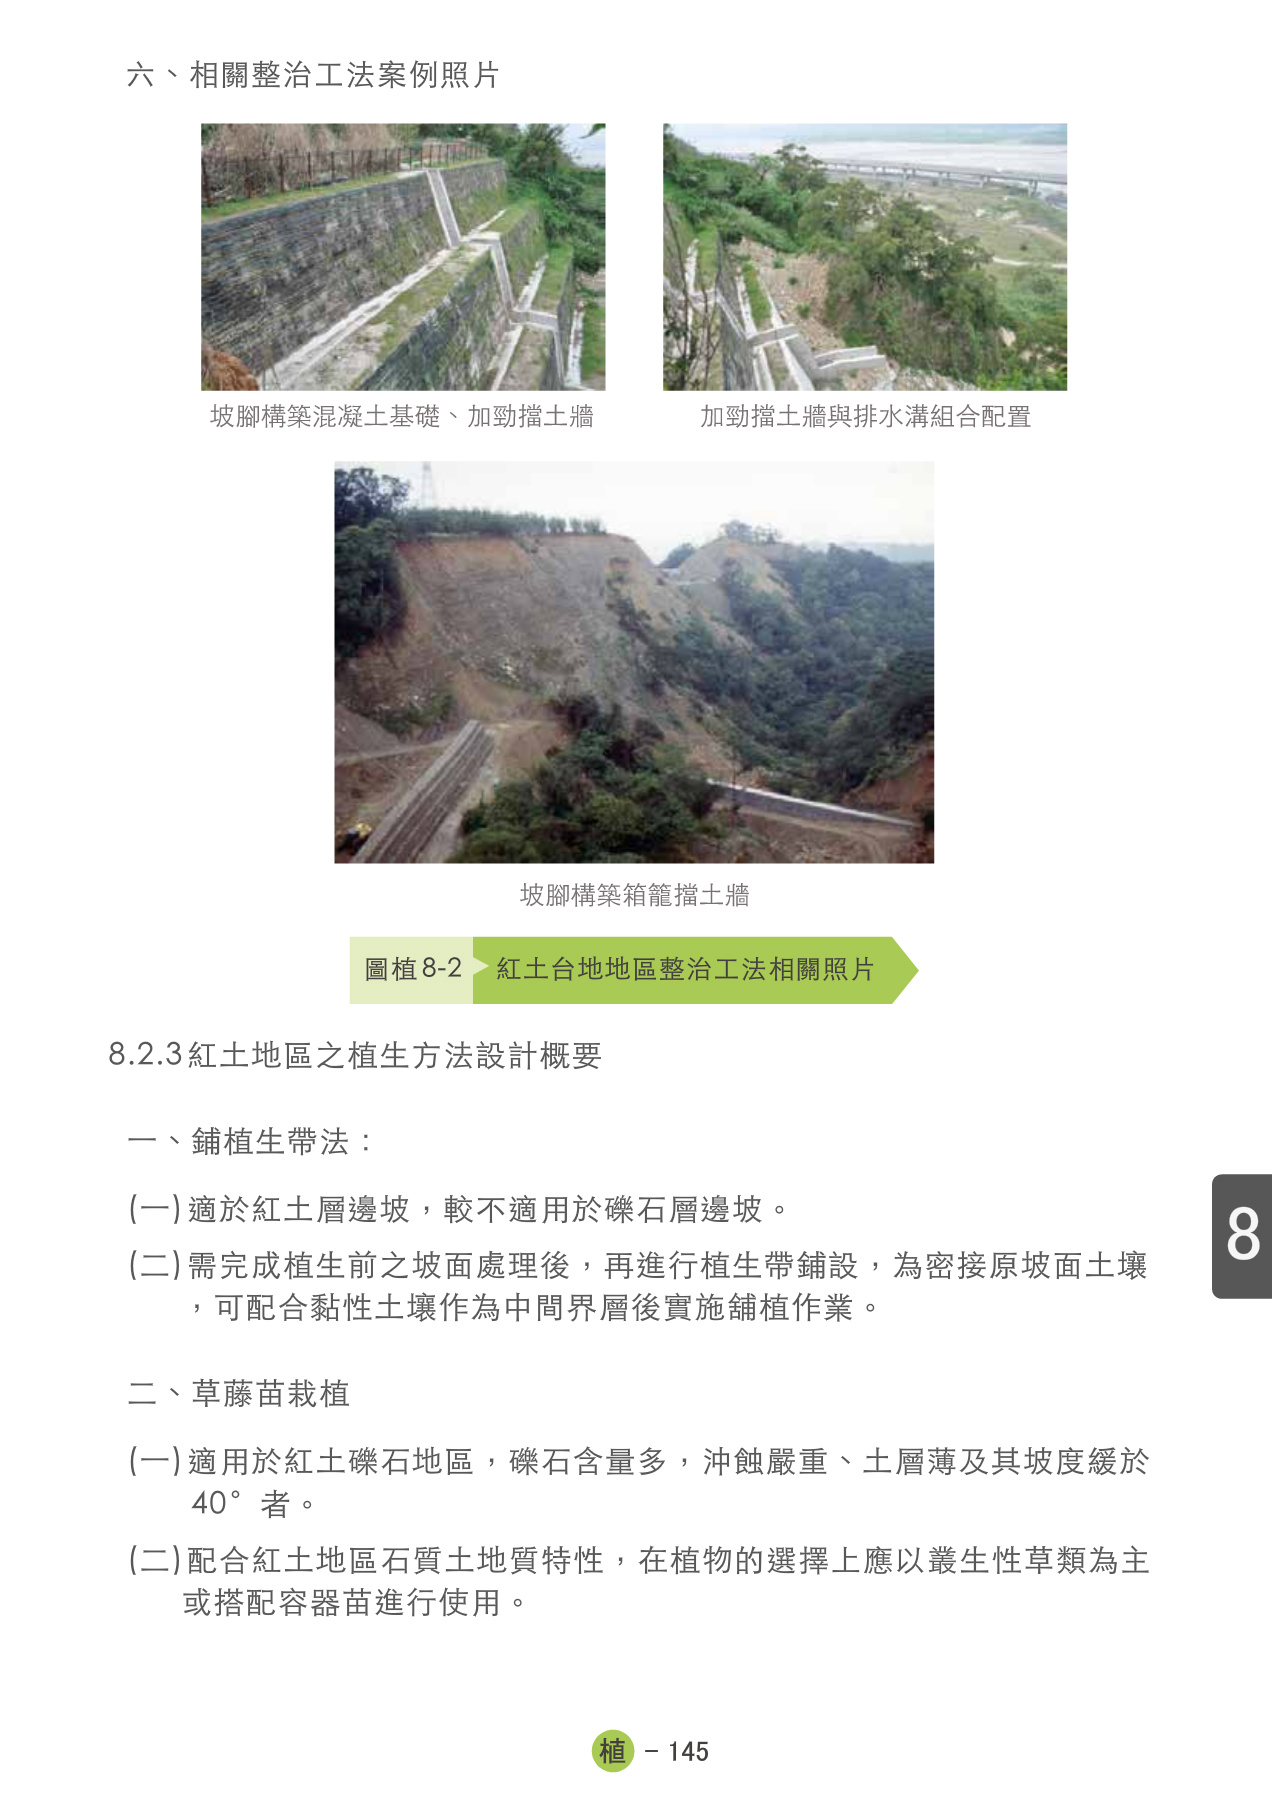 六、相關整治工法案例照片
坡腳構築混凝土基礎、加勁擋土牆
加勁擋土牆與排水溝組合配置
坡腳構築箱籠擋土牆
圖植8-2 紅土台地地區整治工法相關照片
8.2.3紅土地區之植生方法設計概要
一、鋪植生帶法：
(一)適於紅土層邊坡，較不適用於礫石層邊坡。
(二)需完成植生前之坡面處理後，再進行植生帶鋪設，為密接原坡面土壤
，可配合黏性土壤作為中間界層後實施舖植作業。
二、草藤苗栽植
(一)適用於紅土礫石地區，礫石含量多，沖蝕嚴重、土層薄及其坡度緩於
40°者。
(二)配合紅土地區石質土地質特性，在植物的選擇上應以叢生性草類為主
或搭配容器苗進行使用。
8
植 – 145